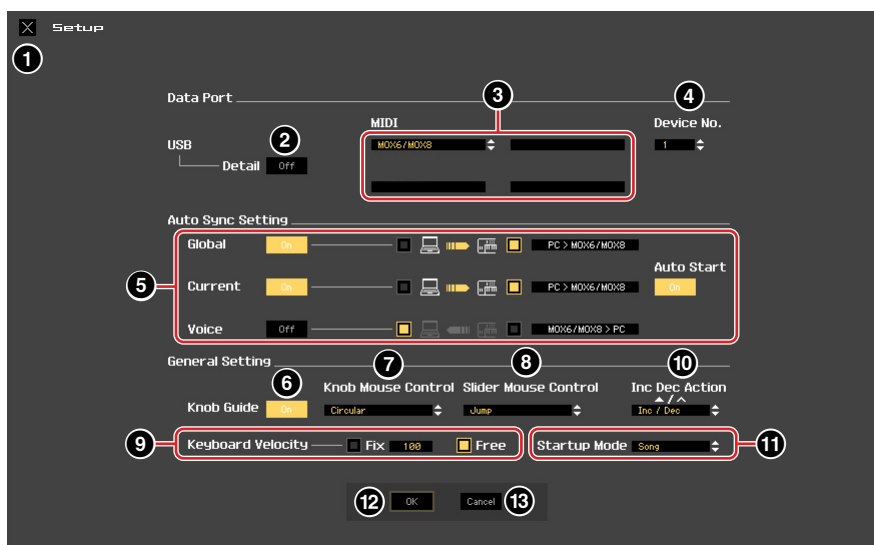 Setup
1
Data Port
3
4
MIDI
Device No.
USB
2
MOX6/MOX8
1
Detail
Off
Auto Sync Setting
Global
On
PC > MOX6/MOX8
Auto Start
5
Current
On
PC > MOX6/MOX8
On
Voice
Off
MOX6/MOX8 > PC
General Setting
6
7
8
10
Knob Mouse Control
Slider Mouse Control
Inc Dec Action
Knob Guide
On
Circular
Jump
Inc / Dec
9
Keyboard Velocity
Fix
100
Free
Startup Mode
Song
11
12
OK
Cancel
13